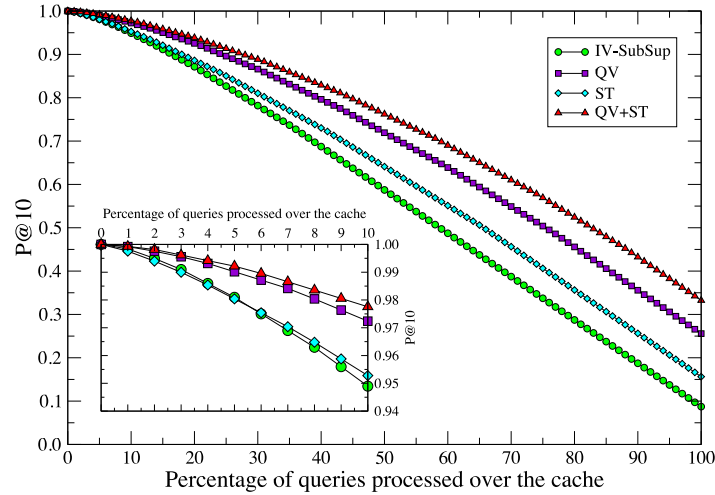 1.0
0.9
0.8
0.7
0.6
0.5
0.4
0.3
0.2
0.1
0.0
P@10
IV-SubSup
QV
ST
QV+ST
Percentage of queries processed over the cache
0 1 2 3 4 5 6 7 8 9 10
1.00
0.99
0.98
0.97
0.96
0.95
0.94
P@10
0 10 20 30 40 50 60 70 80 90 100
Percentage of queries processed over the cache